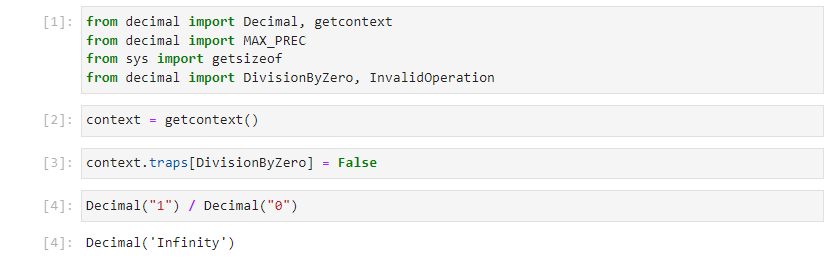 [1]: from decimal import Decimal, getcontext
from decimal import MAX_PREC
from sys import getsizeof
from decimal import DivisionByZero, InvalidOperation
[2]: context = getcontext()
[3]: context.traps[DivisionByZero] = False
[4]: Decimal("1") / Decimal("0")
[4]: Decimal('Infinity')